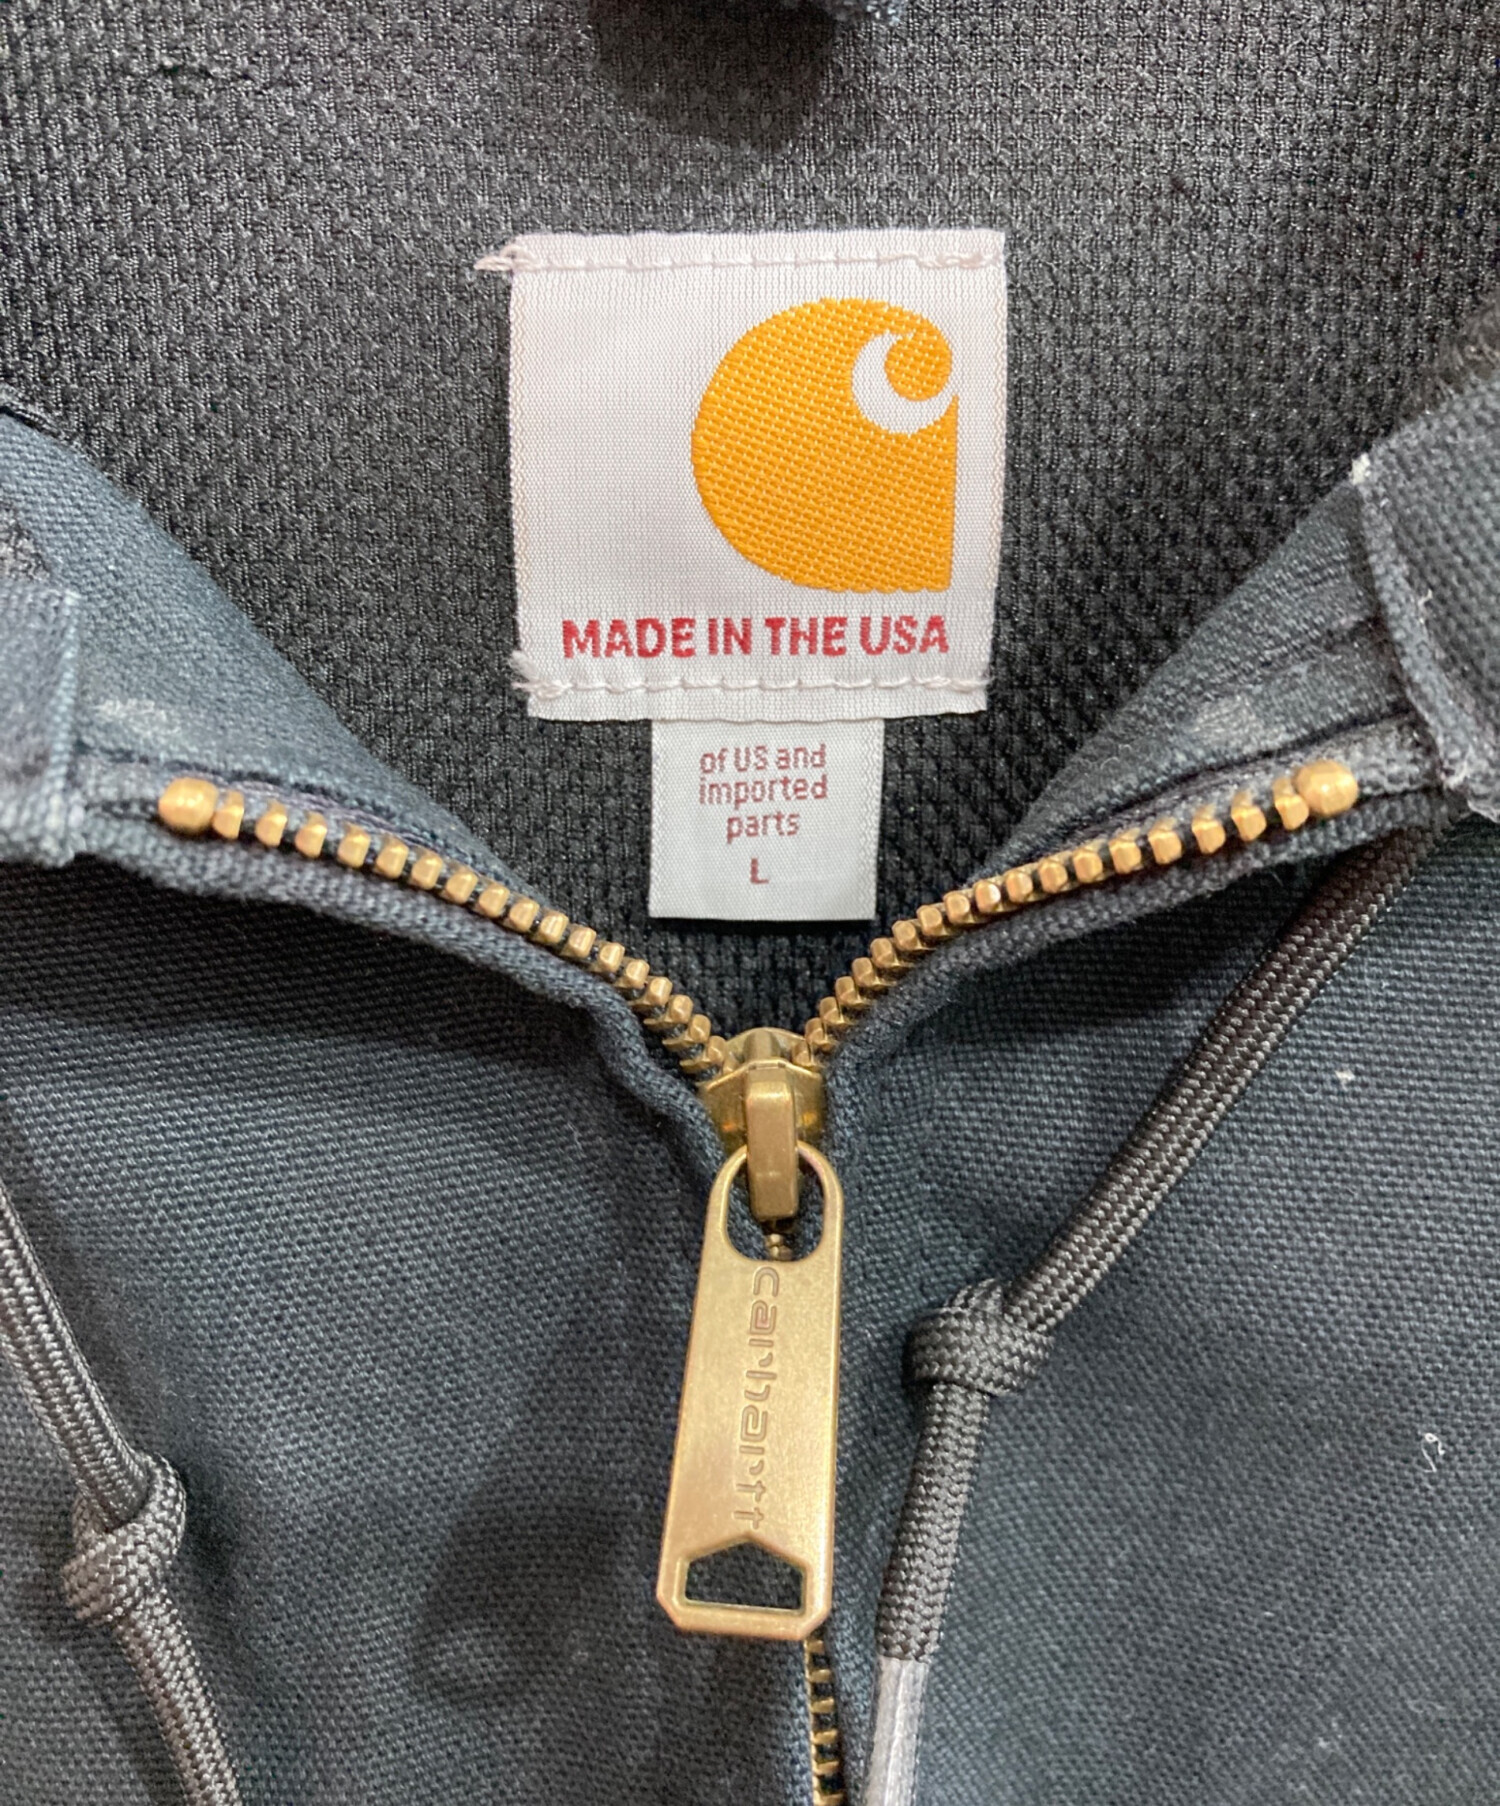 MADE IN THE USA
of US and
imported
parts
L
carhartt